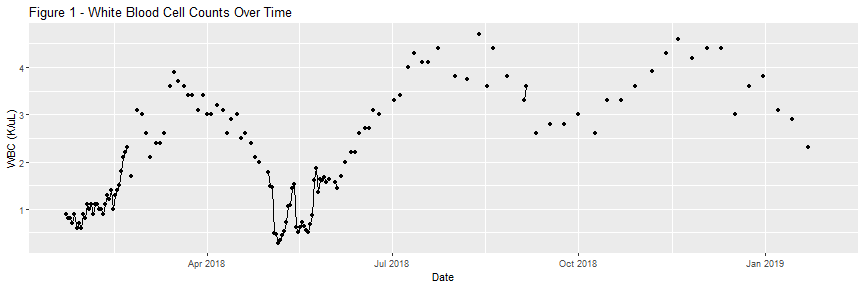 Figure 1 - White Blood Cell Counts Over Time
WBC (K/uL)
4
3
2
1
Apr 2018 Jul 2018 Oct 2018 Jan 2019
Date